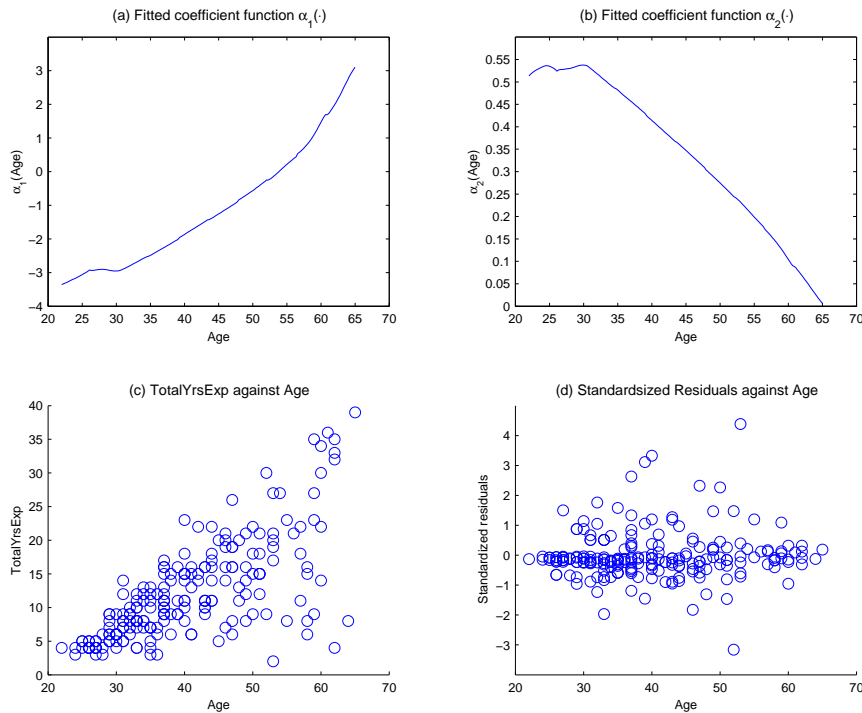 (a) Fitted coefficient function α1(·)
α1(Age)
3
2
1
0
−1
−2
−3
−4
20 25 30 35 40 45 50 55 60 65 70
Age
(b) Fitted coefficient function α2(·)
α2(Age)
0.55
0.5
0.45
0.4
0.35
0.3
0.25
0.2
0.15
0.1
0.05
0
22 25 30 35 40 45 50 55 60 65 70
Age
(c) TotalYrsExp against Age
TotalYrsExp
40
35
30
25
20
15
10
5
0
20 30 40 50 60 70
Age
(d) Standardsized Residuals against Age
Standardized residuals
4
3
2
1
0
−1
−2
−3
22 30 40 50 60 70
Age